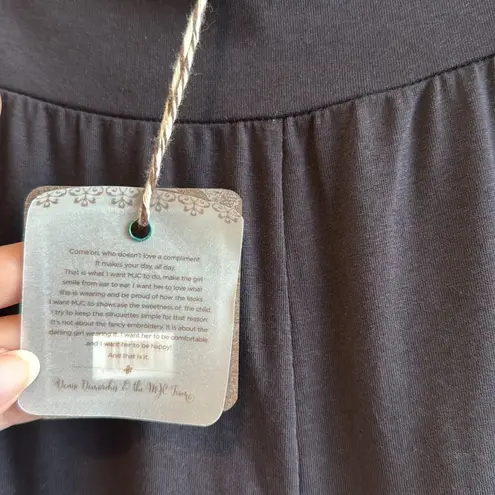 Come on, who doesn't love a compliment
It makes your day, all day.
That is what I want MJC to do, make the girl
smile from ear to ear. I want her to love what
she is wearing and be proud of how she looks
I want MJC to showcase the sweetness of the child.
I try to keep the silhouettes simple for that reason.
It's not about the fancy embroidery. It is about the
darling girl wearing it. I want her to be comfortable
and I want her to be happy!
And that is it.
& the MJC Team